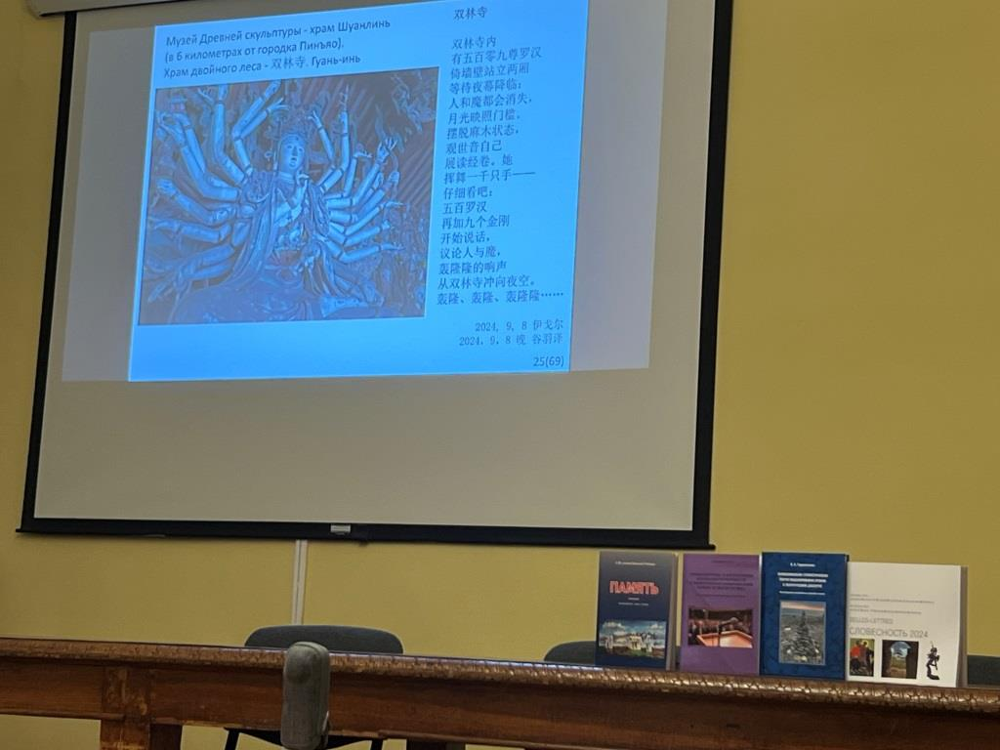 Музей Древней скульптуры - храм Шуанлинь
(в 6 километрах от городка Пинъяо).
Храм двойного леса - 双林寺. Гуань-инь
双林寺
双林寺内
有五百零九尊罗汉
倚墙壁站立两厢
等待夜幕降临：
人和魔都会消失，
月光映照门槛。
摆脱麻木状态，
观世音自己
展读经卷。她
挥舞一千只手——
仔细看吧：
五百罗汉
再加九个金刚
开始说话，
议论人与魔，
轰隆隆的响声
从双林寺冲向夜空。
轰隆、轰隆、轰隆隆……
2024, 9, 8 伊戈尔
2024, 9, 8 晚 谷羽译
25(69)
ПАМЯТЬ
BELLES-LETTRES
СЛОВЕСНОСТЬ 2024